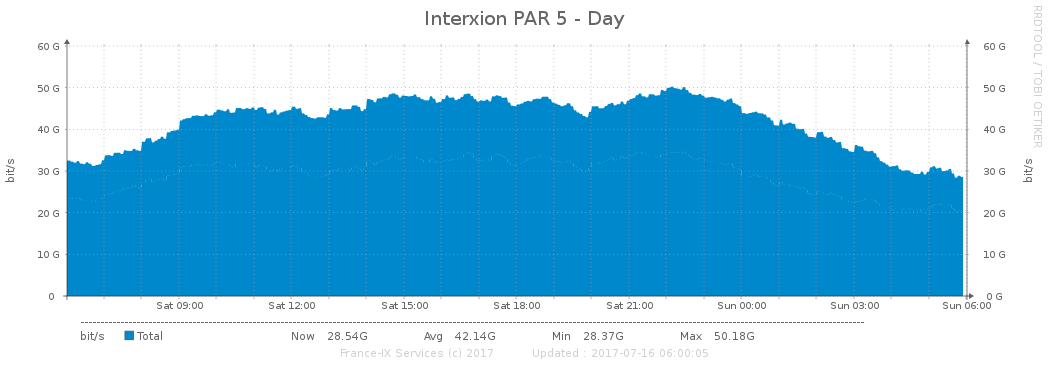 Interxion PAR 5 - Day
RRDTOOL / TOBI OETIKER
60 G 60 G
50 G 50 G
40 G 40 G
30 G 30 G
20 G 20 G
10 G 10 G
0 0 G
bit/s bit/s
Sat 09:00 Sat 12:00 Sat 15:00 Sat 18:00 Sat 21:00 Sun 00:00 Sun 03:00 Sun 06:00
bit/s Total Now 28.54G Avg 42.14G Min 28.37G Max 50.18G
France-IX Services (c) 2017 Updated : 2017-07-16 06:00:05